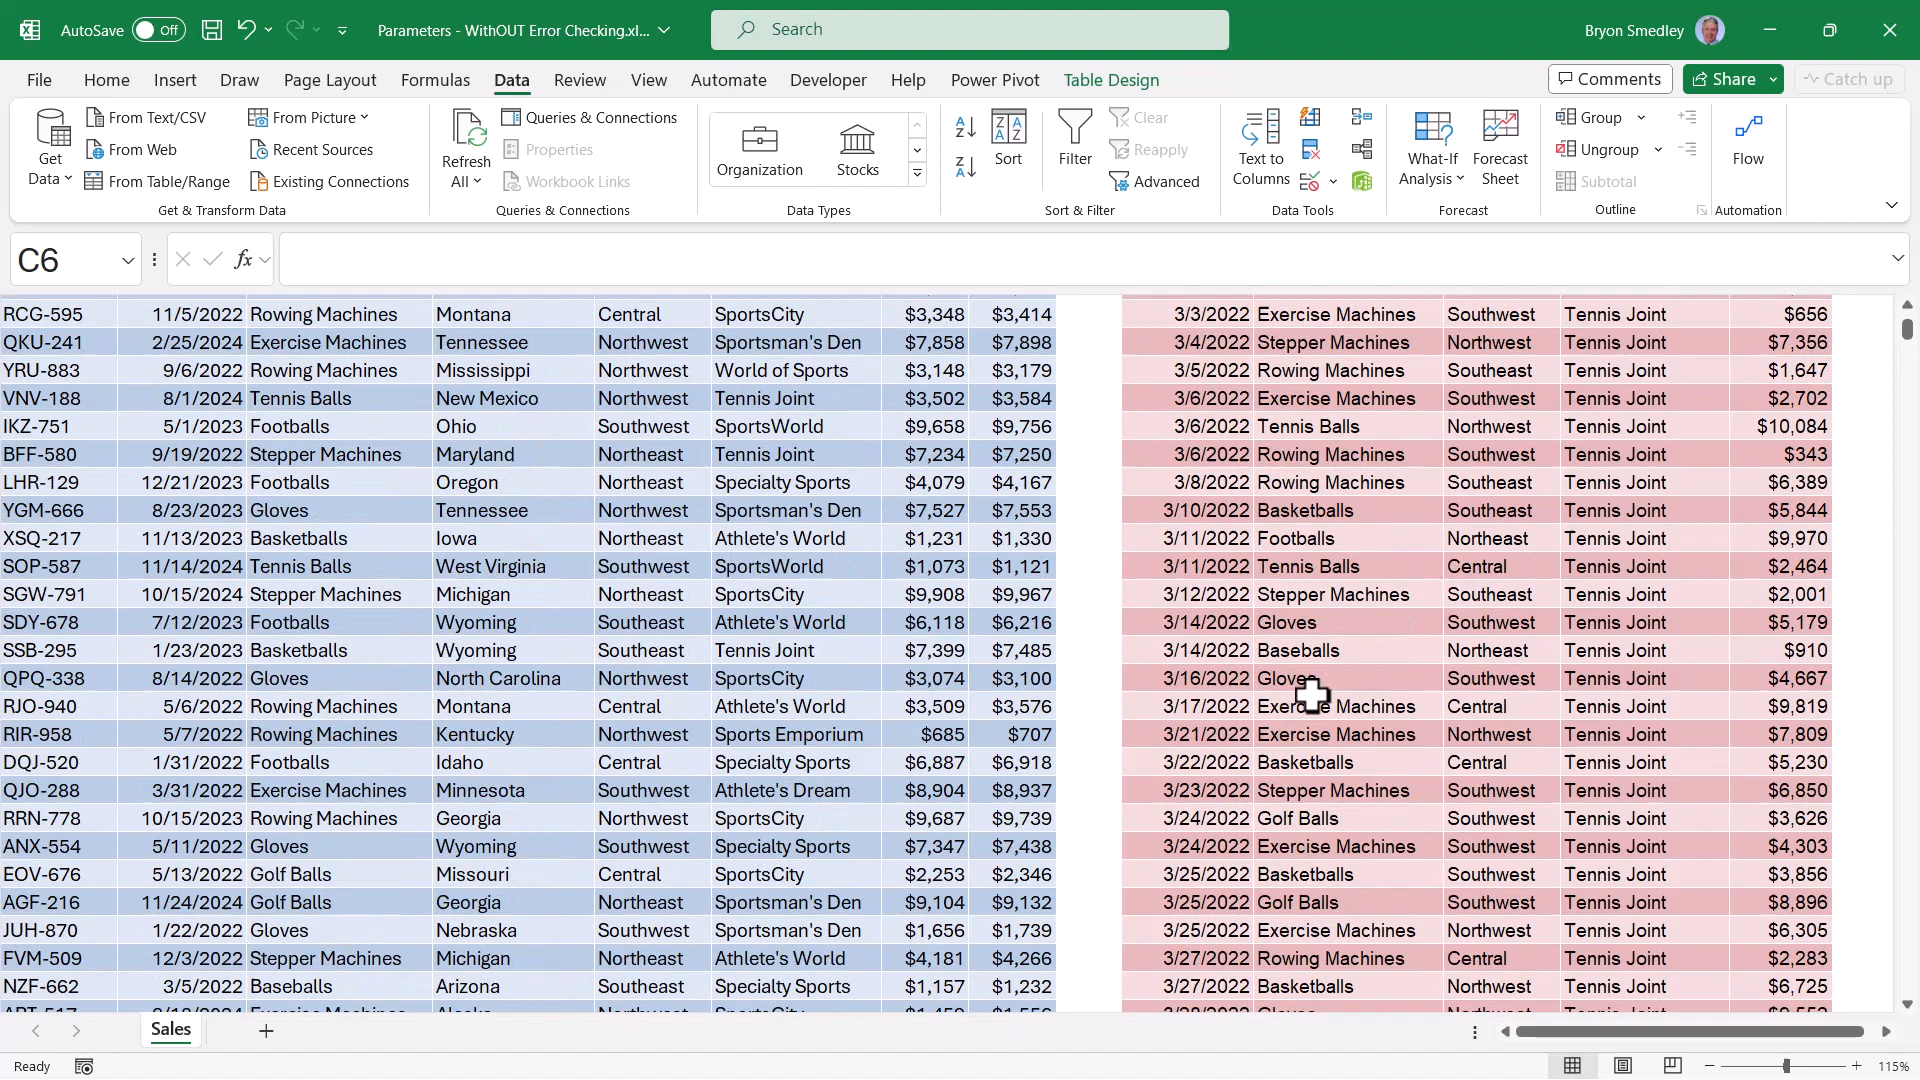 AutoSave Off Parameters - WithOUT Error Checking.xl... Search Bryon Smedley
File Home Insert Draw Page Layout Formulas Data Review View Automate Developer Help Power Pivot Table Design Comments Share Catch up
Get Data From Text/CSV From Web From Table/Range From Picture Recent Sources Existing Connections
Get & Transform Data
Refresh All Queries & Connections Properties Workbook Links
Queries & Connections
Organization Stocks
Data Types
Sort Filter Clear Reapply Advanced
Sort & Filter
Text to Columns
Data Tools
What-If Analysis Forecast Sheet
Forecast
Group Ungroup Subtotal
Outline
Flow
Automation
C6 fx
RCG-595 11/5/2022 Rowing Machines Montana Central SportsCity $3,348 $3,414 3/3/2022 Exercise Machines Southwest Tennis Joint $656
QKU-241 2/25/2024 Exercise Machines Tennessee Northwest Sportsman's Den $7,858 $7,898 3/4/2022 Stepper Machines Northwest Tennis Joint $7,356
YRU-883 9/6/2022 Rowing Machines Mississippi Northwest World of Sports $3,148 $3,179 3/5/2022 Rowing Machines Southeast Tennis Joint $1,647
VNV-188 8/1/2024 Tennis Balls New Mexico Northwest Tennis Joint $3,502 $3,584 3/6/2022 Exercise Machines Southwest Tennis Joint $2,702
IKZ-751 5/1/2023 Footballs Ohio Southwest SportsWorld $9,658 $9,756 3/6/2022 Tennis Balls Northwest Tennis Joint $10,084
BFF-580 9/19/2022 Stepper Machines Maryland Northeast Tennis Joint $7,234 $7,250 3/6/2022 Rowing Machines Southwest Tennis Joint $343
LHR-129 12/21/2023 Footballs Oregon Northeast Specialty Sports $4,079 $4,167 3/8/2022 Rowing Machines Southeast Tennis Joint $6,389
YGM-666 8/23/2023 Gloves Tennessee Northwest Sportsman's Den $7,527 $7,553 3/10/2022 Basketballs Southeast Tennis Joint $5,844
XSQ-217 11/13/2023 Basketballs Iowa Northeast Athlete's World $1,231 $1,330 3/11/2022 Footballs Northeast Tennis Joint $9,970
SOP-587 11/14/2024 Tennis Balls West Virginia Southwest SportsWorld $1,073 $1,121 3/11/2022 Tennis Balls Central Tennis Joint $2,464
SGW-791 10/15/2024 Stepper Machines Michigan Northeast SportsCity $9,908 $9,967 3/12/2022 Stepper Machines Southeast Tennis Joint $2,001
SDY-678 7/12/2023 Footballs Wyoming Southeast Athlete's World $6,118 $6,216 3/14/2022 Gloves Southwest Tennis Joint $5,179
SSB-295 1/23/2023 Basketballs Wyoming Southeast Tennis Joint $7,399 $7,485 3/14/2022 Baseballs Northeast Tennis Joint $910
QPQ-338 8/14/2022 Gloves North Carolina Northwest SportsCity $3,074 $3,100 3/16/2022 Gloves Southwest Tennis Joint $4,667
RJO-940 5/6/2022 Rowing Machines Montana Central Athlete's World $3,509 $3,576 3/17/2022 Exercise Machines Central Tennis Joint $9,819
RIR-958 5/7/2022 Rowing Machines Kentucky Northwest Sports Emporium $685 $707 3/21/2022 Exercise Machines Northwest Tennis Joint $7,809
DQJ-520 1/31/2022 Footballs Idaho Central Specialty Sports $6,887 $6,918 3/22/2022 Basketballs Central Tennis Joint $5,230
QJO-288 3/31/2022 Exercise Machines Minnesota Southwest Athlete's Dream $8,904 $8,937 3/23/2022 Stepper Machines Southwest Tennis Joint $6,850
RRN-778 10/15/2023 Rowing Machines Georgia Northwest SportsCity $9,687 $9,739 3/24/2022 Golf Balls Southwest Tennis Joint $3,626
ANX-554 5/11/2022 Gloves Wyoming Southwest Specialty Sports $7,347 $7,438 3/24/2022 Exercise Machines Southwest Tennis Joint $4,303
EOV-676 5/13/2022 Golf Balls Missouri Central SportsCity $2,253 $2,346 3/25/2022 Basketballs Southwest Tennis Joint $3,856
AGF-216 11/24/2024 Golf Balls Georgia Northeast Sportsman's Den $9,104 $9,132 3/25/2022 Golf Balls Southwest Tennis Joint $8,896
JUH-870 1/22/2022 Gloves Nebraska Southwest Sportsman's Den $1,656 $1,739 3/25/2022 Exercise Machines Northwest Tennis Joint $6,305
FVM-509 12/3/2022 Stepper Machines Michigan Northeast Athlete's World $4,181 $4,266 3/27/2022 Rowing Machines Central Tennis Joint $2,283
NZF-662 3/5/2022 Baseballs Arizona Southeast Specialty Sports $1,157 $1,232 3/27/2022 Basketballs Northwest Tennis Joint $6,725
Sales
Ready 115%